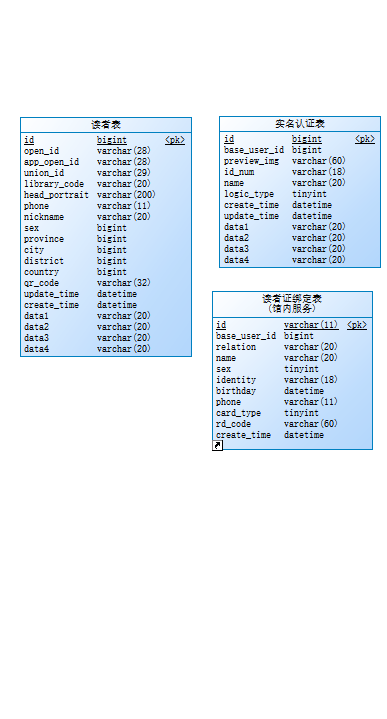 读者表
id bigint <pk>
open_id varchar(28)
app_open_id varchar(28)
union_id varchar(29)
library_code varchar(20)
head_portrait varchar(200)
phone varchar(11)
nickname varchar(20)
sex bigint
province bigint
city bigint
district bigint
country bigint
qr_code varchar(32)
update_time datetime
create_time datetime
data1 varchar(20)
data2 varchar(20)
data3 varchar(20)
data4 varchar(20)
实名认证表
id bigint <pk>
base_user_id bigint
preview_img varchar(60)
id_num varchar(18)
name varchar(20)
logic_type tinyint
create_time datetime
update_time datetime
data1 varchar(20)
data2 varchar(20)
data3 varchar(20)
data4 varchar(20)
读者证绑定表
(馆内服务)
id varchar(11) <pk>
base_user_id bigint
relation varchar(20)
name varchar(20)
sex tinyint
identity varchar(18)
birthday datetime
phone varchar(11)
card_type tinyint
rd_code varchar(60)
create_time datetime